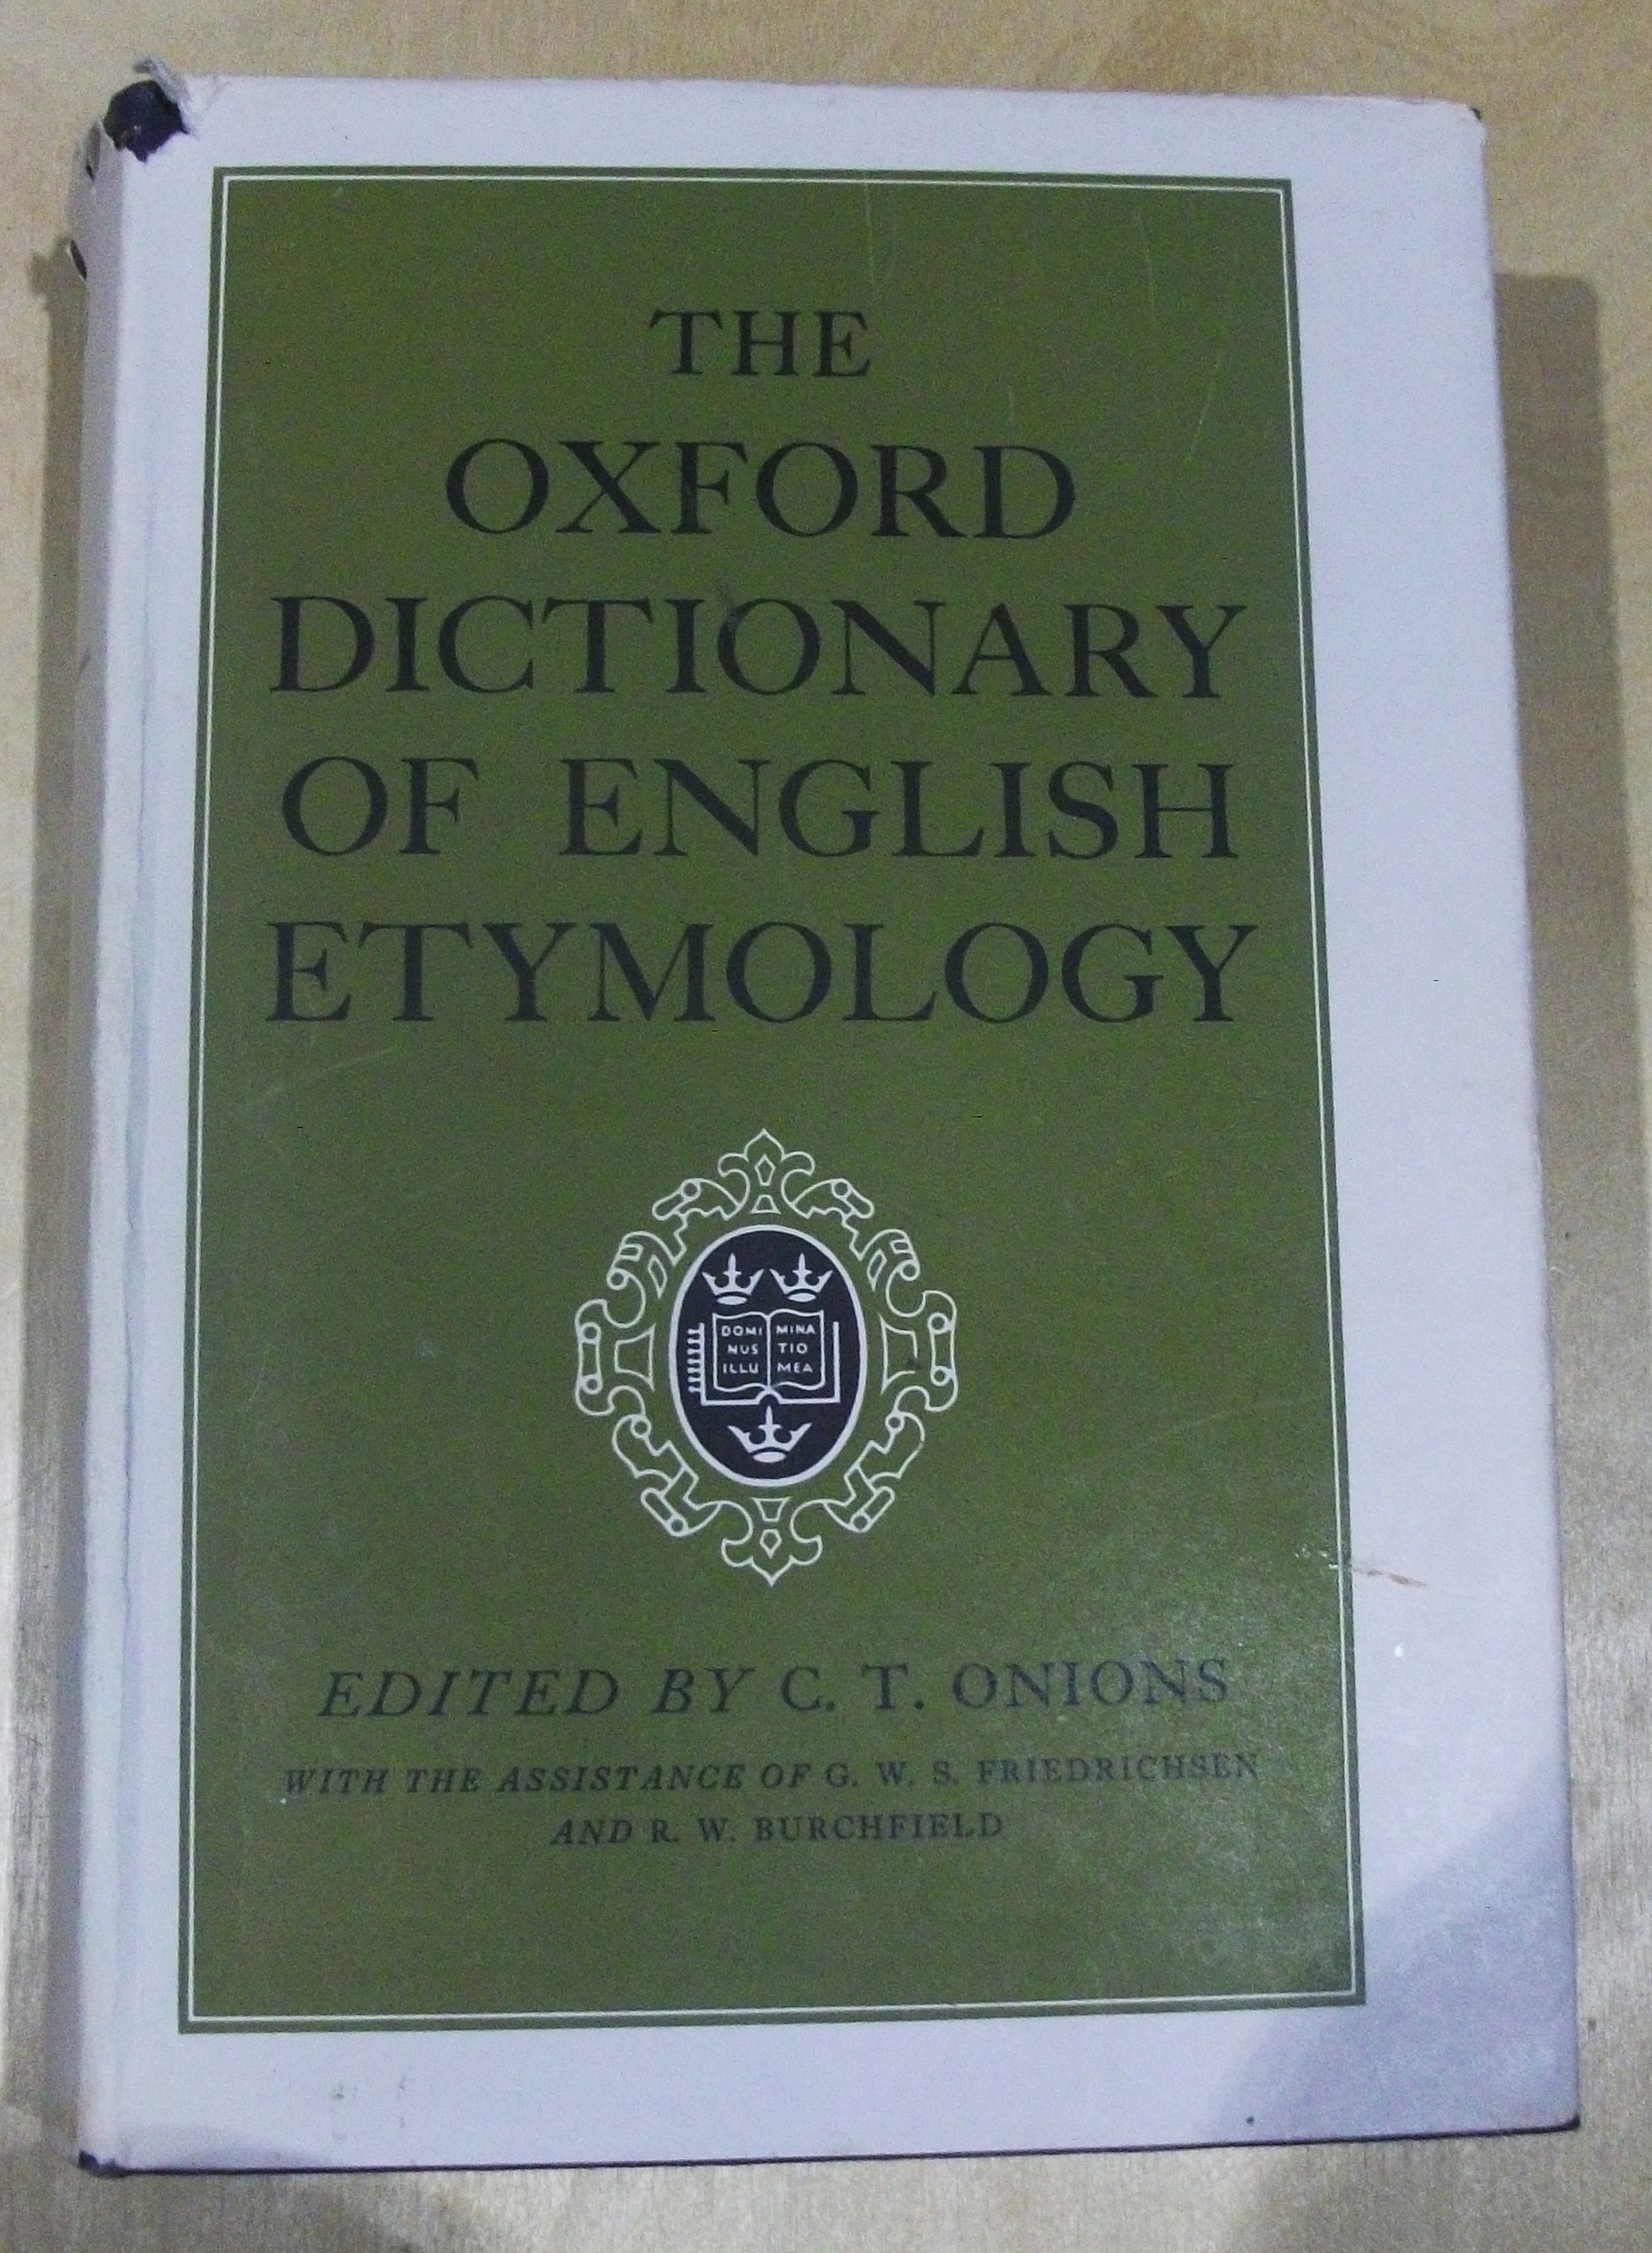 THE
OXFORD
DICTIONARY
OF ENGLISH
ETYMOLOGY
DOMI MINA
NUS TIO
ILLU MEA
EDITED BY C. T. ONIONS
WITH THE ASSISTANCE OF G. W. S. FRIEDRICHSEN
AND R. W. BURCHFIELD